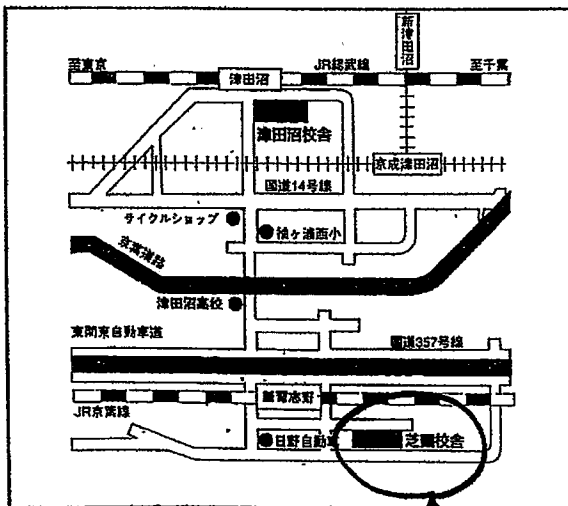 新津田沼
至東京
津田沼
JR総武線
至千葉
津田沼校舎
京成津田沼
国道14号線
サイクルショップ
袖ヶ浦西小
京葉道路
津田沼高校
東関東自動車道
国道357号線
新習志野
JR京葉線
日野自動車
芝園校舎